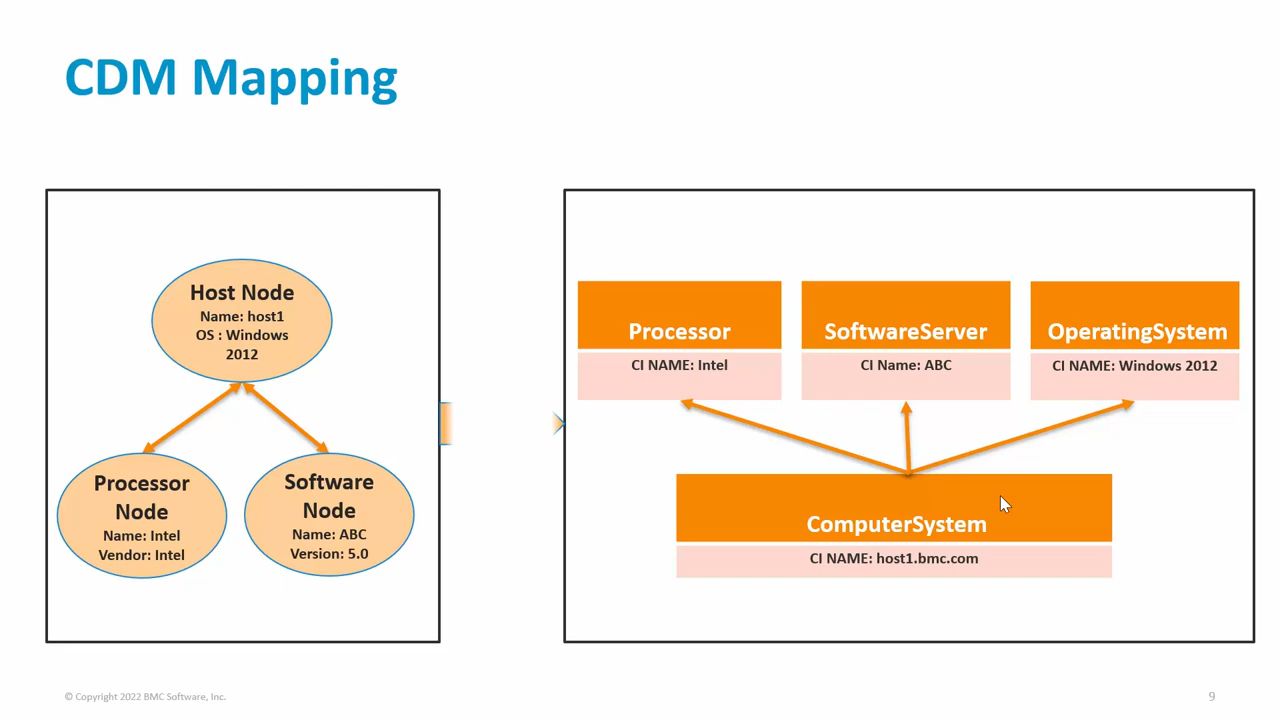 CDM Mapping
Host Node
Name: host1
OS : Windows
2012
Processor
Node
Name: Intel
Vendor: Intel
Software
Node
Name: ABC
Version: 5.0
Processor
CI NAME: Intel
SoftwareServer
CI Name: ABC
OperatingSystem
CI NAME: Windows 2012
ComputerSystem
CI NAME: host1.bmc.com
© Copyright 2022 BMC Software, Inc.
9